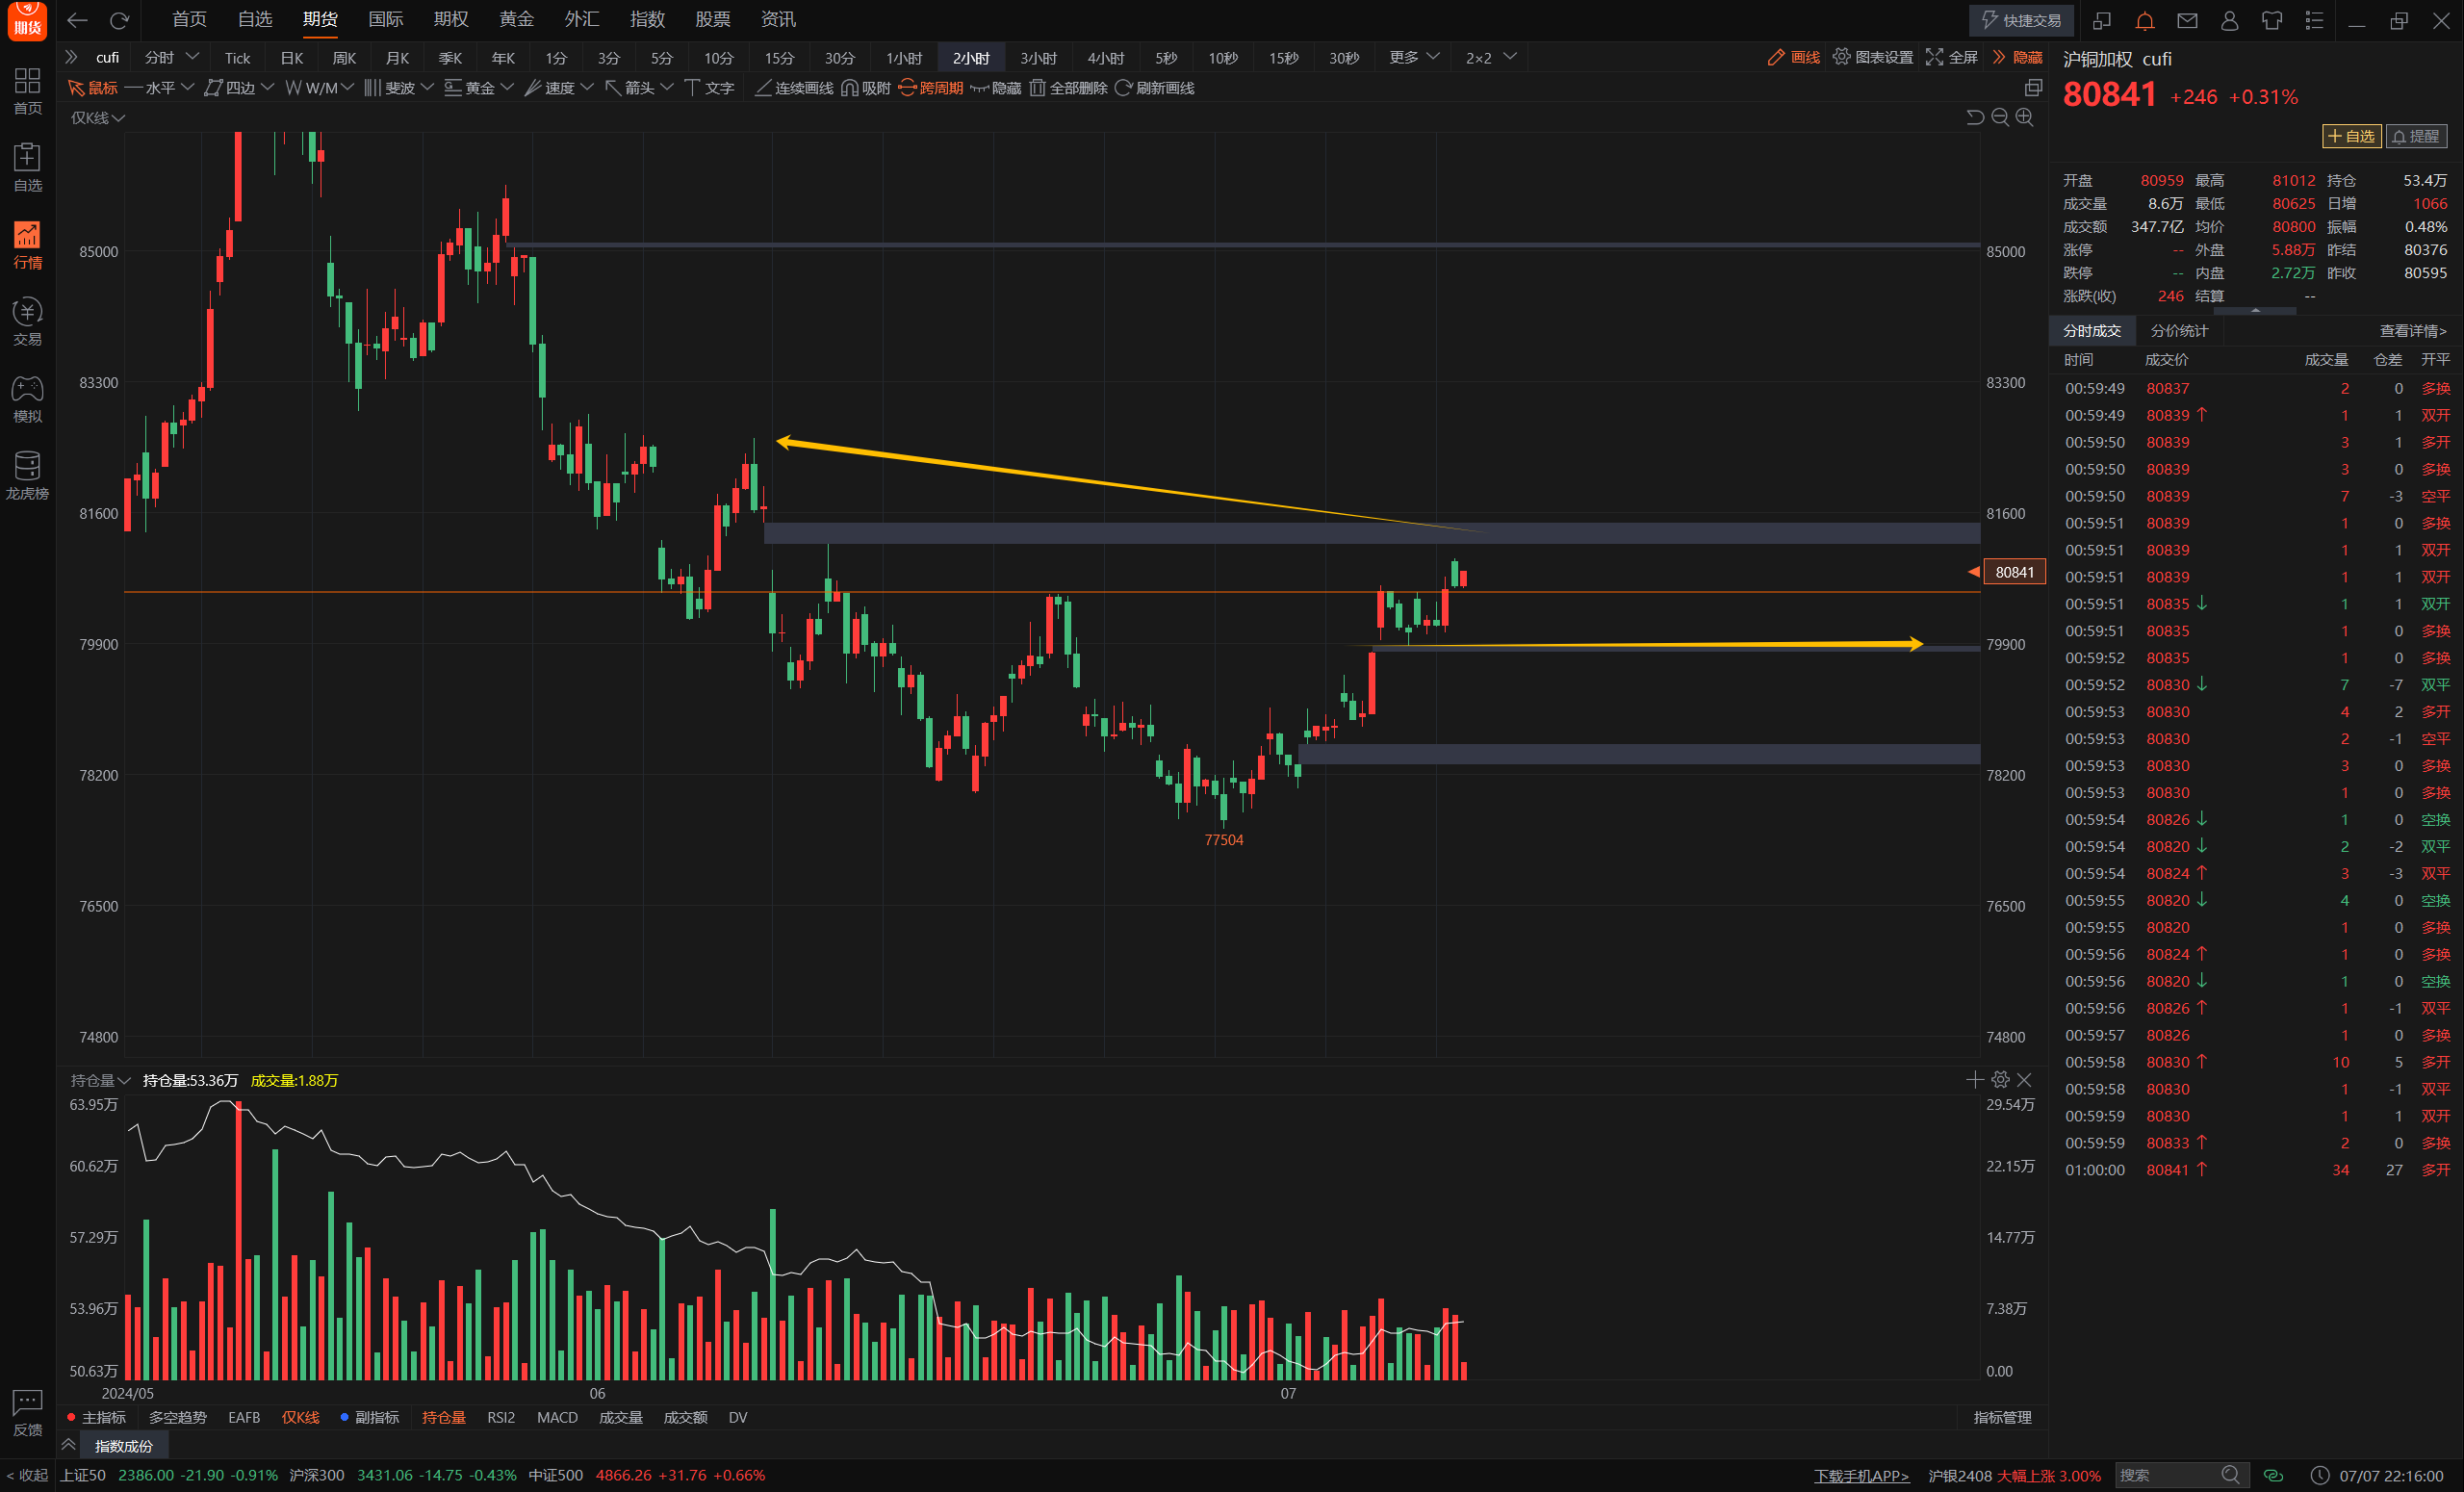 期货
首页 自选 期货 国际 期权 黄金 外汇 指数 股票 资讯 快捷交易
cufi 分时 Tick 日K 周K 月K 季K 年K 1分 3分 5分 10分 15分 30分 1小时 2小时 3小时 4小时 5秒 10秒 15秒 30秒 更多 2×2 画线 图表设置 全屏 隐藏
鼠标 水平 四边 W/M 斐波 黄金 速度 箭头 文字 连续画线 吸附 跨周期 隐藏 全部删除 刷新画线
仅K线
首页
自选
行情
交易
模拟
龙虎榜
反馈
85000 85000
83300 83300
81600 81600
80841
79900 79900
78200 78200
77504
76500 76500
74800 74800
持仓量 持仓量:53.36万 成交量:1.88万
63.95万 29.54万
60.62万 22.15万
57.29万 14.77万
53.96万 7.38万
50.63万 0.00
2024/05 06 07
主指标 多空趋势 EAFB 仅K线 副指标 持仓量 RSI2 MACD 成交量 成交额 DV 指标管理
指数成份
沪铜加权 cufi
80841 +246 +0.31%
自选 提醒
开盘 80959 最高 81012 持仓 53.4万
成交量 8.6万 最低 80625 日增 1066
成交额 347.7亿 均价 80800 振幅 0.48%
涨停 -- 外盘 5.88万 昨结 80376
跌停 -- 内盘 2.72万 昨收 80595
涨跌(收) 246 结算 --
分时成交 分价统计 查看详情>
时间 成交价 成交量 仓差 开平
00:59:49 80837 2 0 多换
00:59:49 80839 ↑ 1 1 双开
00:59:50 80839 3 1 多开
00:59:50 80839 3 0 多换
00:59:50 80839 7 -3 空平
00:59:51 80839 1 0 多换
00:59:51 80839 1 1 双开
00:59:51 80839 1 1 双开
00:59:51 80835 ↓ 1 1 双开
00:59:51 80835 1 0 多换
00:59:52 80835 1 0 多换
00:59:52 80830 ↓ 7 -7 双平
00:59:53 80830 4 2 多开
00:59:53 80830 2 -1 空平
00:59:53 80830 3 0 多换
00:59:53 80830 1 0 多换
00:59:54 80826 ↓ 1 0 空换
00:59:54 80820 ↓ 2 -2 双平
00:59:54 80824 ↑ 3 -3 双平
00:59:55 80820 ↓ 4 0 空换
00:59:55 80820 1 0 多换
00:59:56 80824 ↑ 1 0 多换
00:59:56 80820 ↓ 1 0 空换
00:59:56 80826 ↑ 1 -1 双平
00:59:57 80826 1 0 多换
00:59:58 80830 ↑ 10 5 多开
00:59:58 80830 1 -1 双平
00:59:59 80830 1 1 双开
00:59:59 80833 ↑ 2 0 多换
01:00:00 80841 ↑ 34 27 多开
< 收起 上证50 2386.00 -21.90 -0.91% 沪深300 3431.06 -14.75 -0.43% 中证500 4866.26 +31.76 +0.66% 下载手机APP> 沪银2408 大幅上涨 3.00% 搜索 07/07 22:16:00